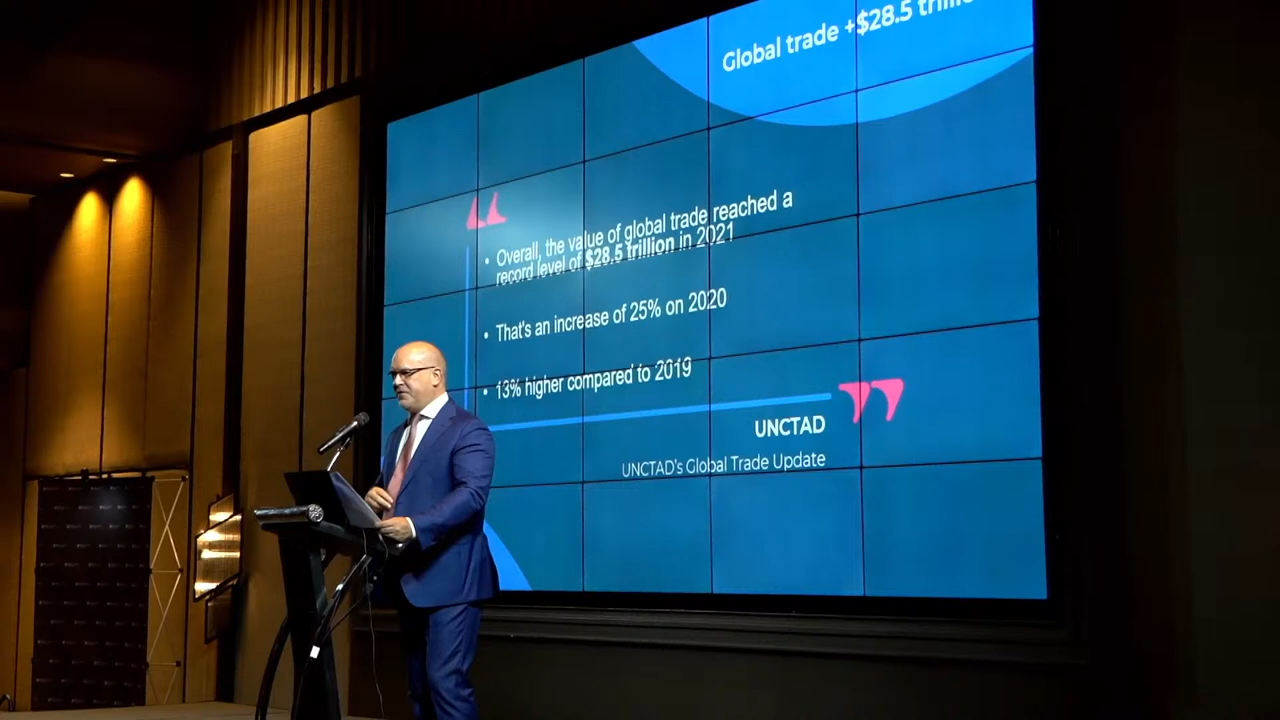 Global trade +$28.5
Overall, the value of global trade reached a
record level of $28.5 trillion in 2021
That's an increase of 25% on 2020
13% higher compared to 2019
UNCTAD
UNCTAD's Global Trade Update